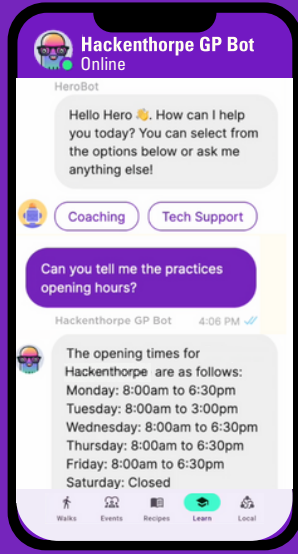 Hackenthorpe GP Bot
Online
HeroBot
Hello Hero 👋. How can I help
you today? You can select from
the options below or ask me
anything else!
Coaching
Tech Support
Can you tell me the practices
opening hours?
Hackenthorpe GP Bot 4:06 PM
The opening times for
Hackenthorpe are as follows:
Monday: 8:00am to 6:30pm
Tuesday: 8:00am to 3:00pm
Wednesday: 8:00am to 6:30pm
Thursday: 8:00am to 6:30pm
Friday: 8:00am to 6:30pm
Saturday: Closed
Walks
Events
Recipes
Learn
Local